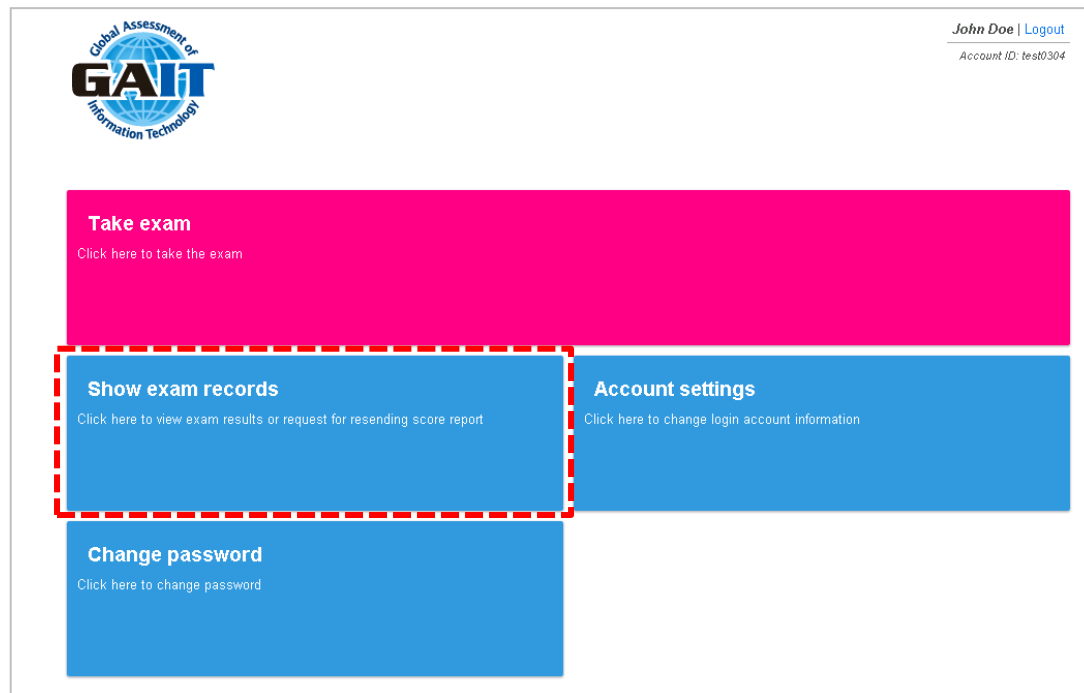 Global Assessment of
GAIT
Information Technology
John Doe | Logout
Account ID: test0304
Take exam
Click here to take the exam
Show exam records
Click here to view exam results or request for resending score report
Account settings
Click here to change login account information
Change password
Click here to change password